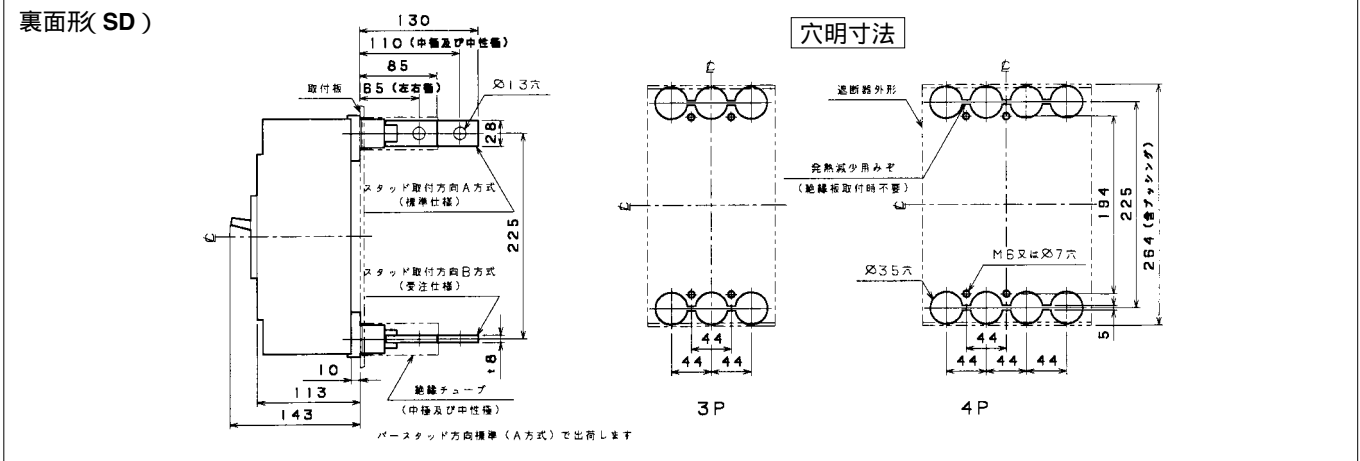 裏面形(SD)
穴明寸法
130
110(中極及び中性極)
85
65(左右極)
取付板
Ø13穴
28
スタッド取付方向A方式
(標準仕様)
℄
225
スタッド取付方向B方式
(受注仕様)
t8
10
113
143
絶縁チューブ
(中極及び中性極)
バースタッド方向標準(A方式)で出荷します
℄
℄
44
44
44
3P
遮断器外形
発熱減少用みぞ
(絶縁板取付時不要)
℄
℄
194
225
264(含ブッシング)
M6又はØ7穴
Ø35穴
5
44
44
44
44
4P